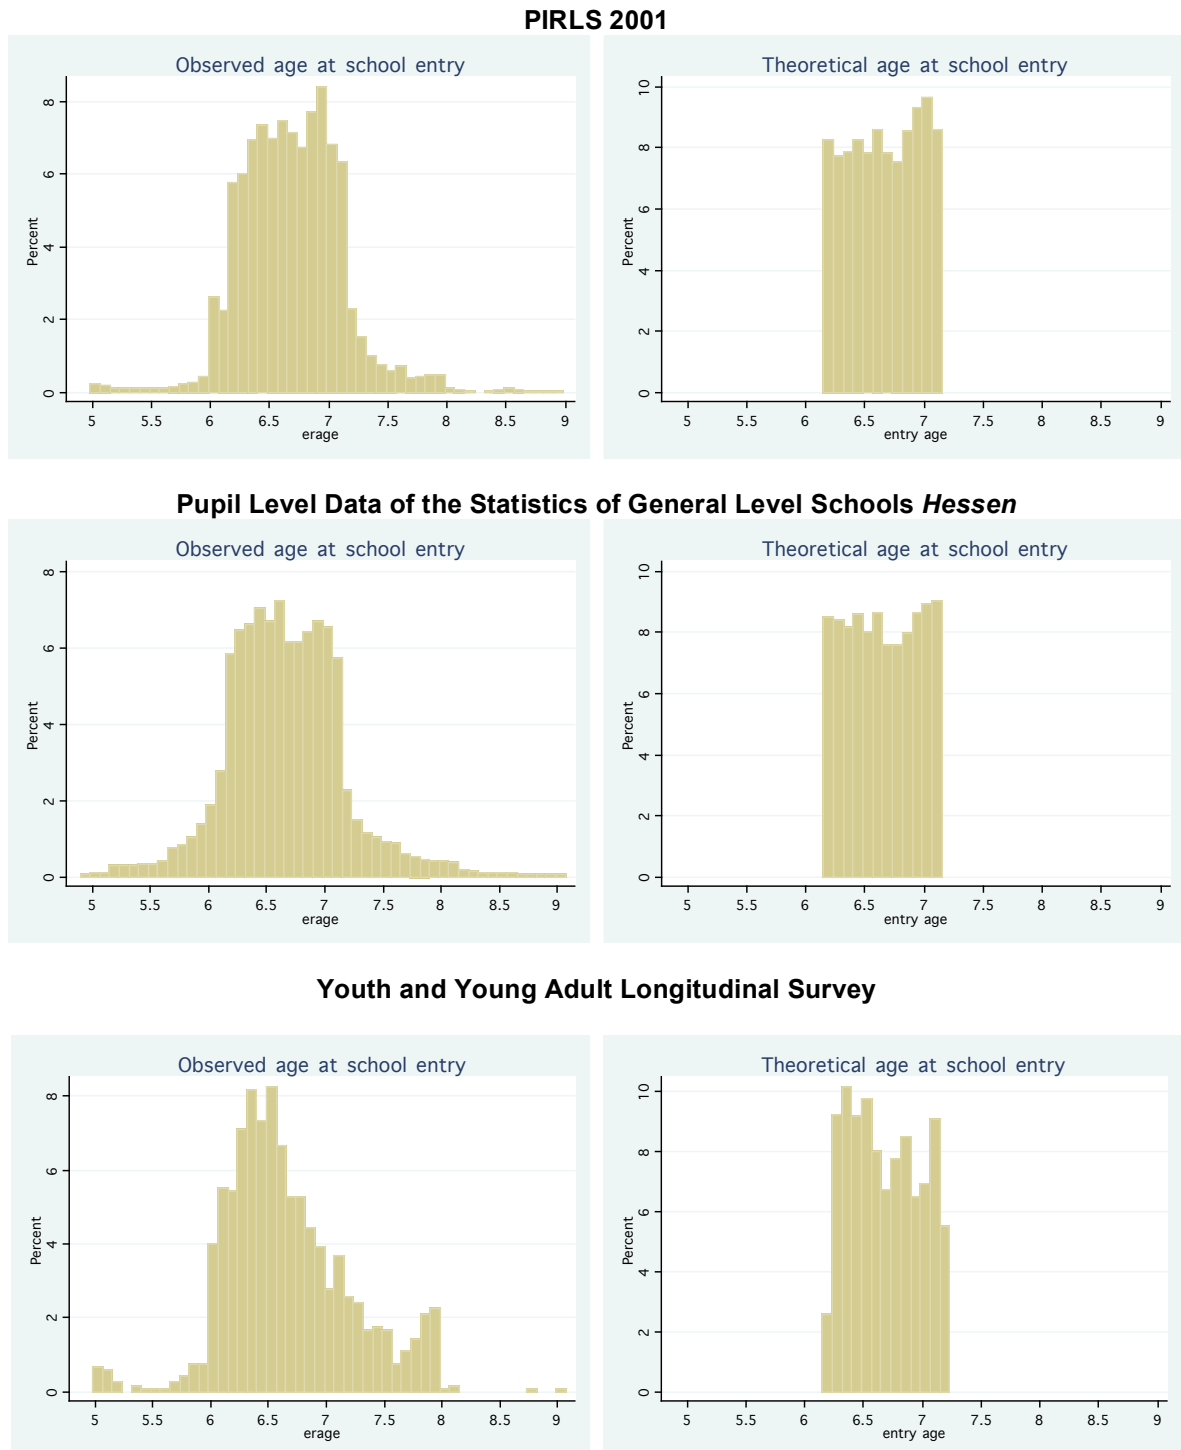 PIRLS 2001
Observed age at school entry
Percent
8
6
4
2
0
5 5.5 6 6.5 7 7.5 8 8.5 9
erage
Theoretical age at school entry
Percent
10
8
6
4
2
0
5 5.5 6 6.5 7 7.5 8 8.5 9
entry age
Pupil Level Data of the Statistics of General Level Schools Hessen
Observed age at school entry
Percent
8
6
4
2
0
5 5.5 6 6.5 7 7.5 8 8.5 9
erage
Theoretical age at school entry
Percent
10
8
6
4
2
0
5 5.5 6 6.5 7 7.5 8 8.5 9
entry age
Youth and Young Adult Longitudinal Survey
Observed age at school entry
Percent
8
6
4
2
0
5 5.5 6 6.5 7 7.5 8 8.5 9
erage
Theoretical age at school entry
Percent
10
8
6
4
2
0
5 5.5 6 6.5 7 7.5 8 8.5 9
entry age